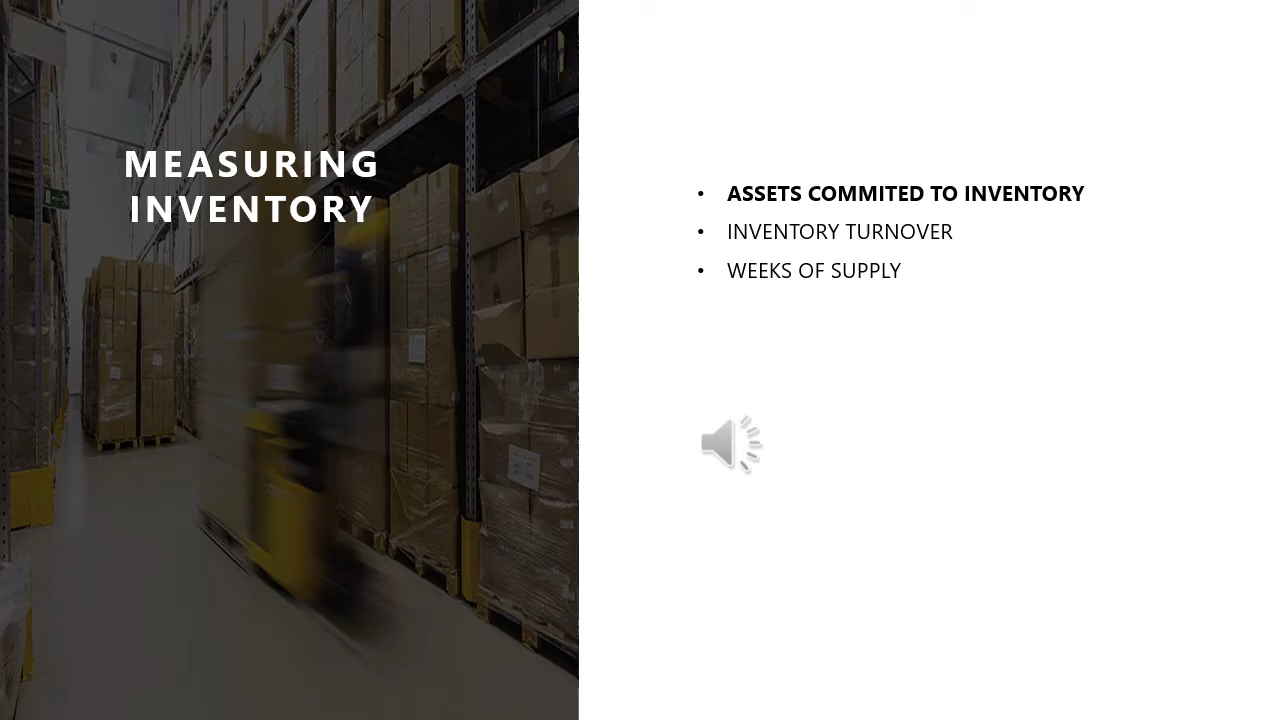 MEASURING
INVENTORY
• ASSETS COMMITED TO INVENTORY
• INVENTORY TURNOVER
• WEEKS OF SUPPLY